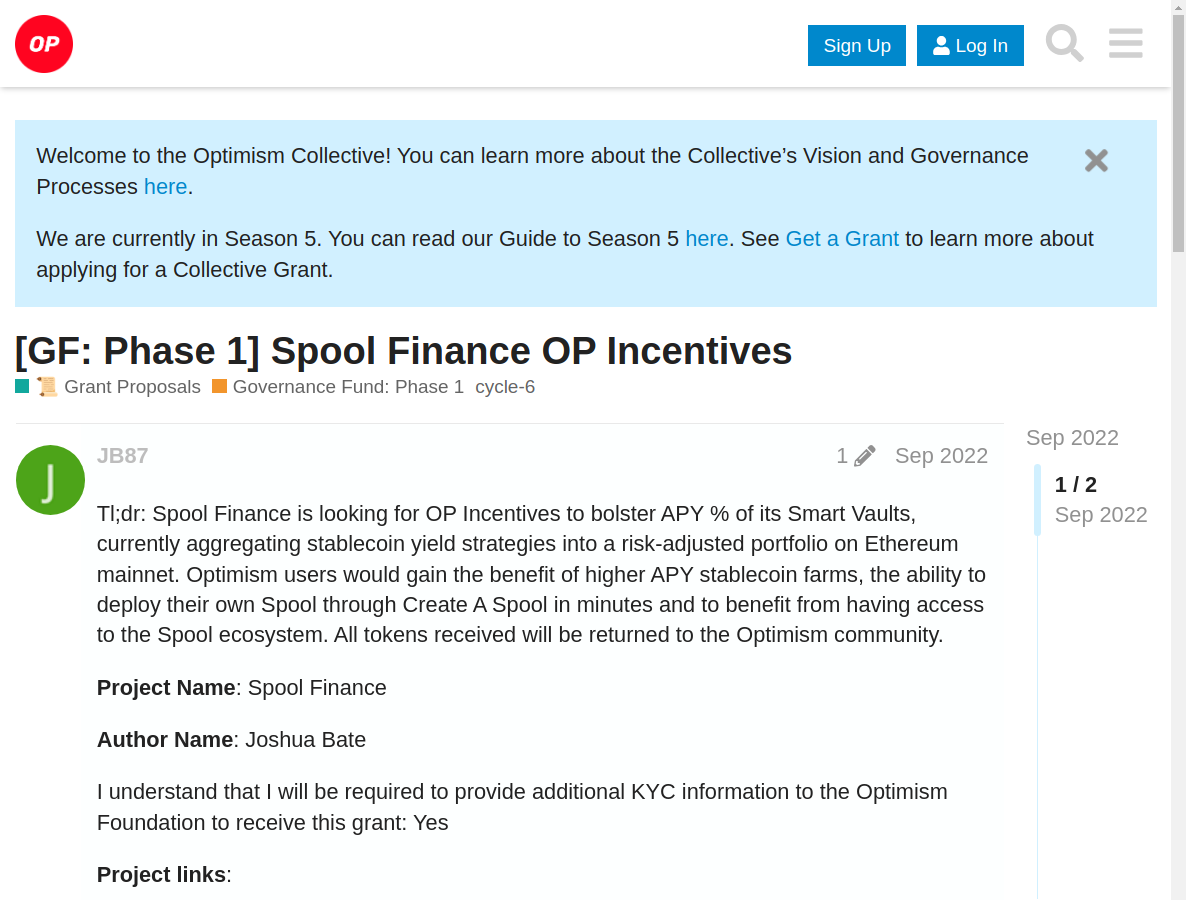 OP
Sign Up
Log In
Welcome to the Optimism Collective! You can learn more about the Collective’s Vision and Governance
Processes here.
We are currently in Season 5. You can read our Guide to Season 5 here. See Get a Grant to learn more about
applying for a Collective Grant.
[GF: Phase 1] Spool Finance OP Incentives
📜 Grant Proposals Governance Fund: Phase 1 cycle-6
J
JB87 1 Sep 2022
Tl;dr: Spool Finance is looking for OP Incentives to bolster APY % of its Smart Vaults,
currently aggregating stablecoin yield strategies into a risk-adjusted portfolio on Ethereum
mainnet. Optimism users would gain the benefit of higher APY stablecoin farms, the ability to
deploy their own Spool through Create A Spool in minutes and to benefit from having access
to the Spool ecosystem. All tokens received will be returned to the Optimism community.
Project Name: Spool Finance
Author Name: Joshua Bate
I understand that I will be required to provide additional KYC information to the Optimism
Foundation to receive this grant: Yes
Project links:
Sep 2022
1 / 2
Sep 2022